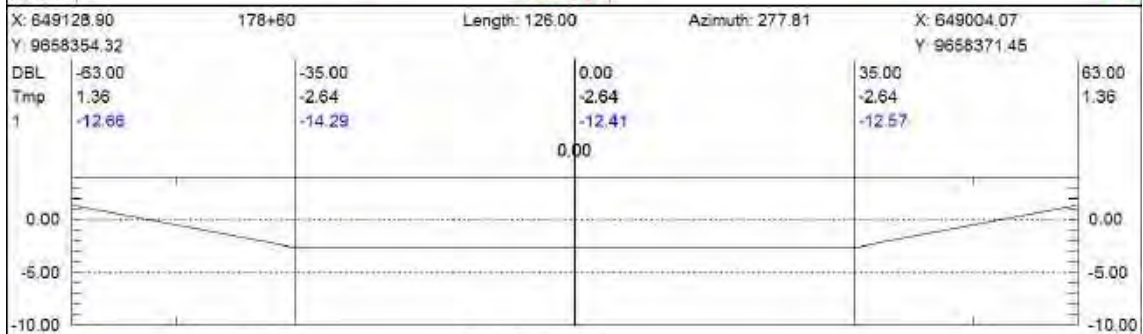 X: 649128.90 178+60 Length: 126.00 Azimuth: 277.81 X: 649004.07
Y: 9658354.32 Y: 9658371.45
DBL -63.00 -35.00 0.00 35.00 63.00
Tmp 1.36 -2.64 -2.64 -2.64 1.36
1 -12.66 -14.29 -12.41 -12.57
0.00
0.00 0.00
-5.00 -5.00
-10.00 -10.00